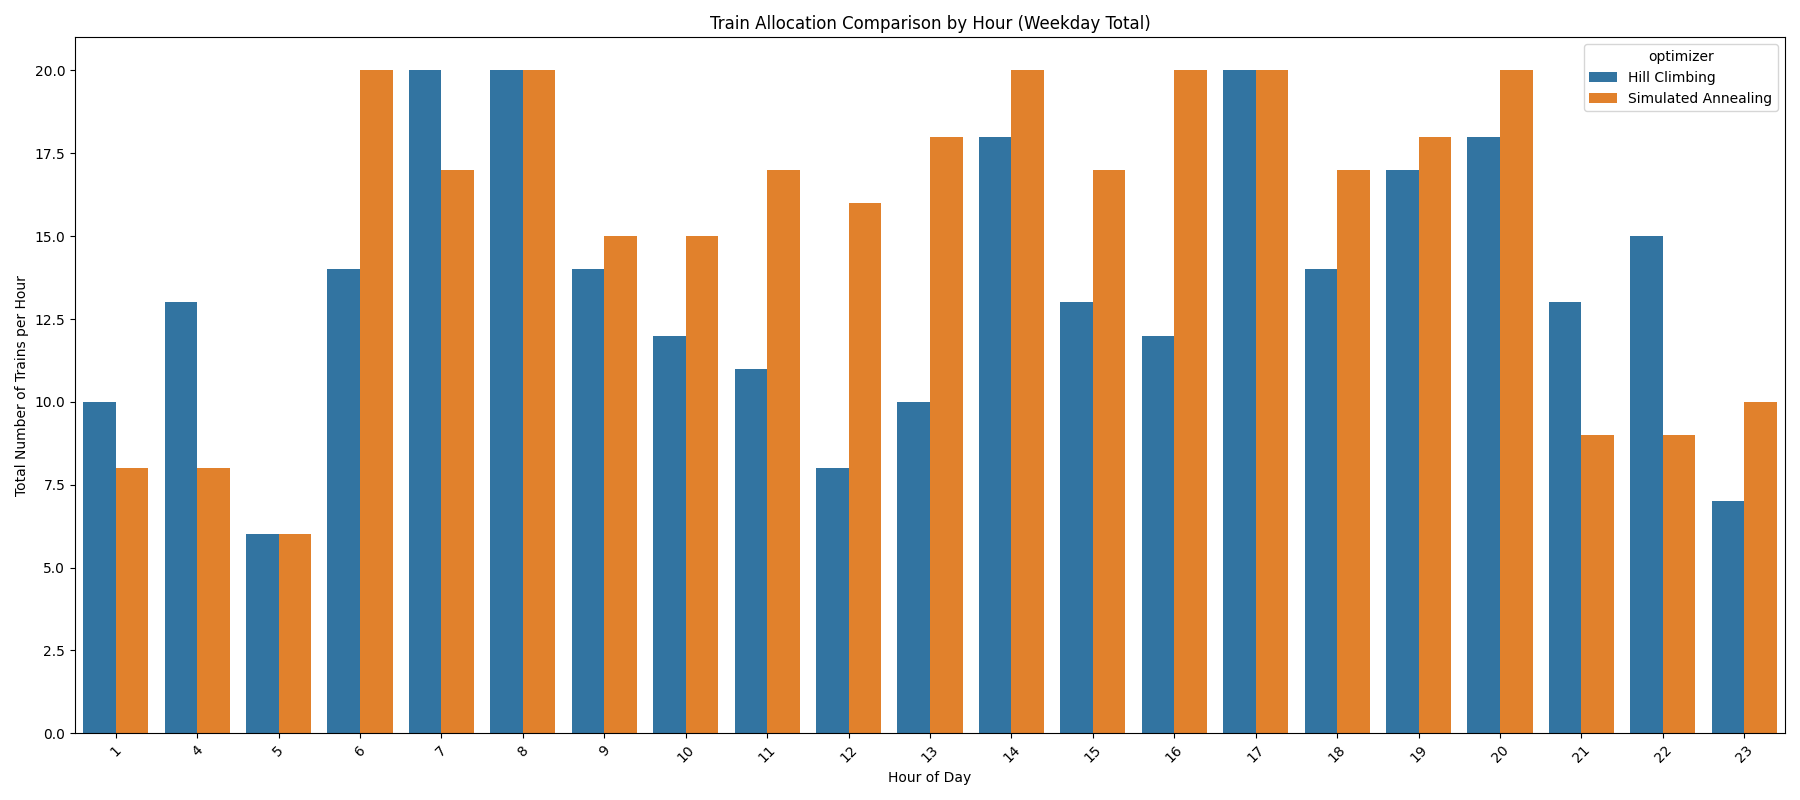 Train Allocation Comparison by Hour (Weekday Total)
optimizer
Hill Climbing
Simulated Annealing
Total Number of Trains per Hour
20.0
17.5
15.0
12.5
10.0
7.5
5.0
2.5
0.0
1 4 5 6 7 8 9 10 11 12 13 14 15 16 17 18 19 20 21 22 23
Hour of Day